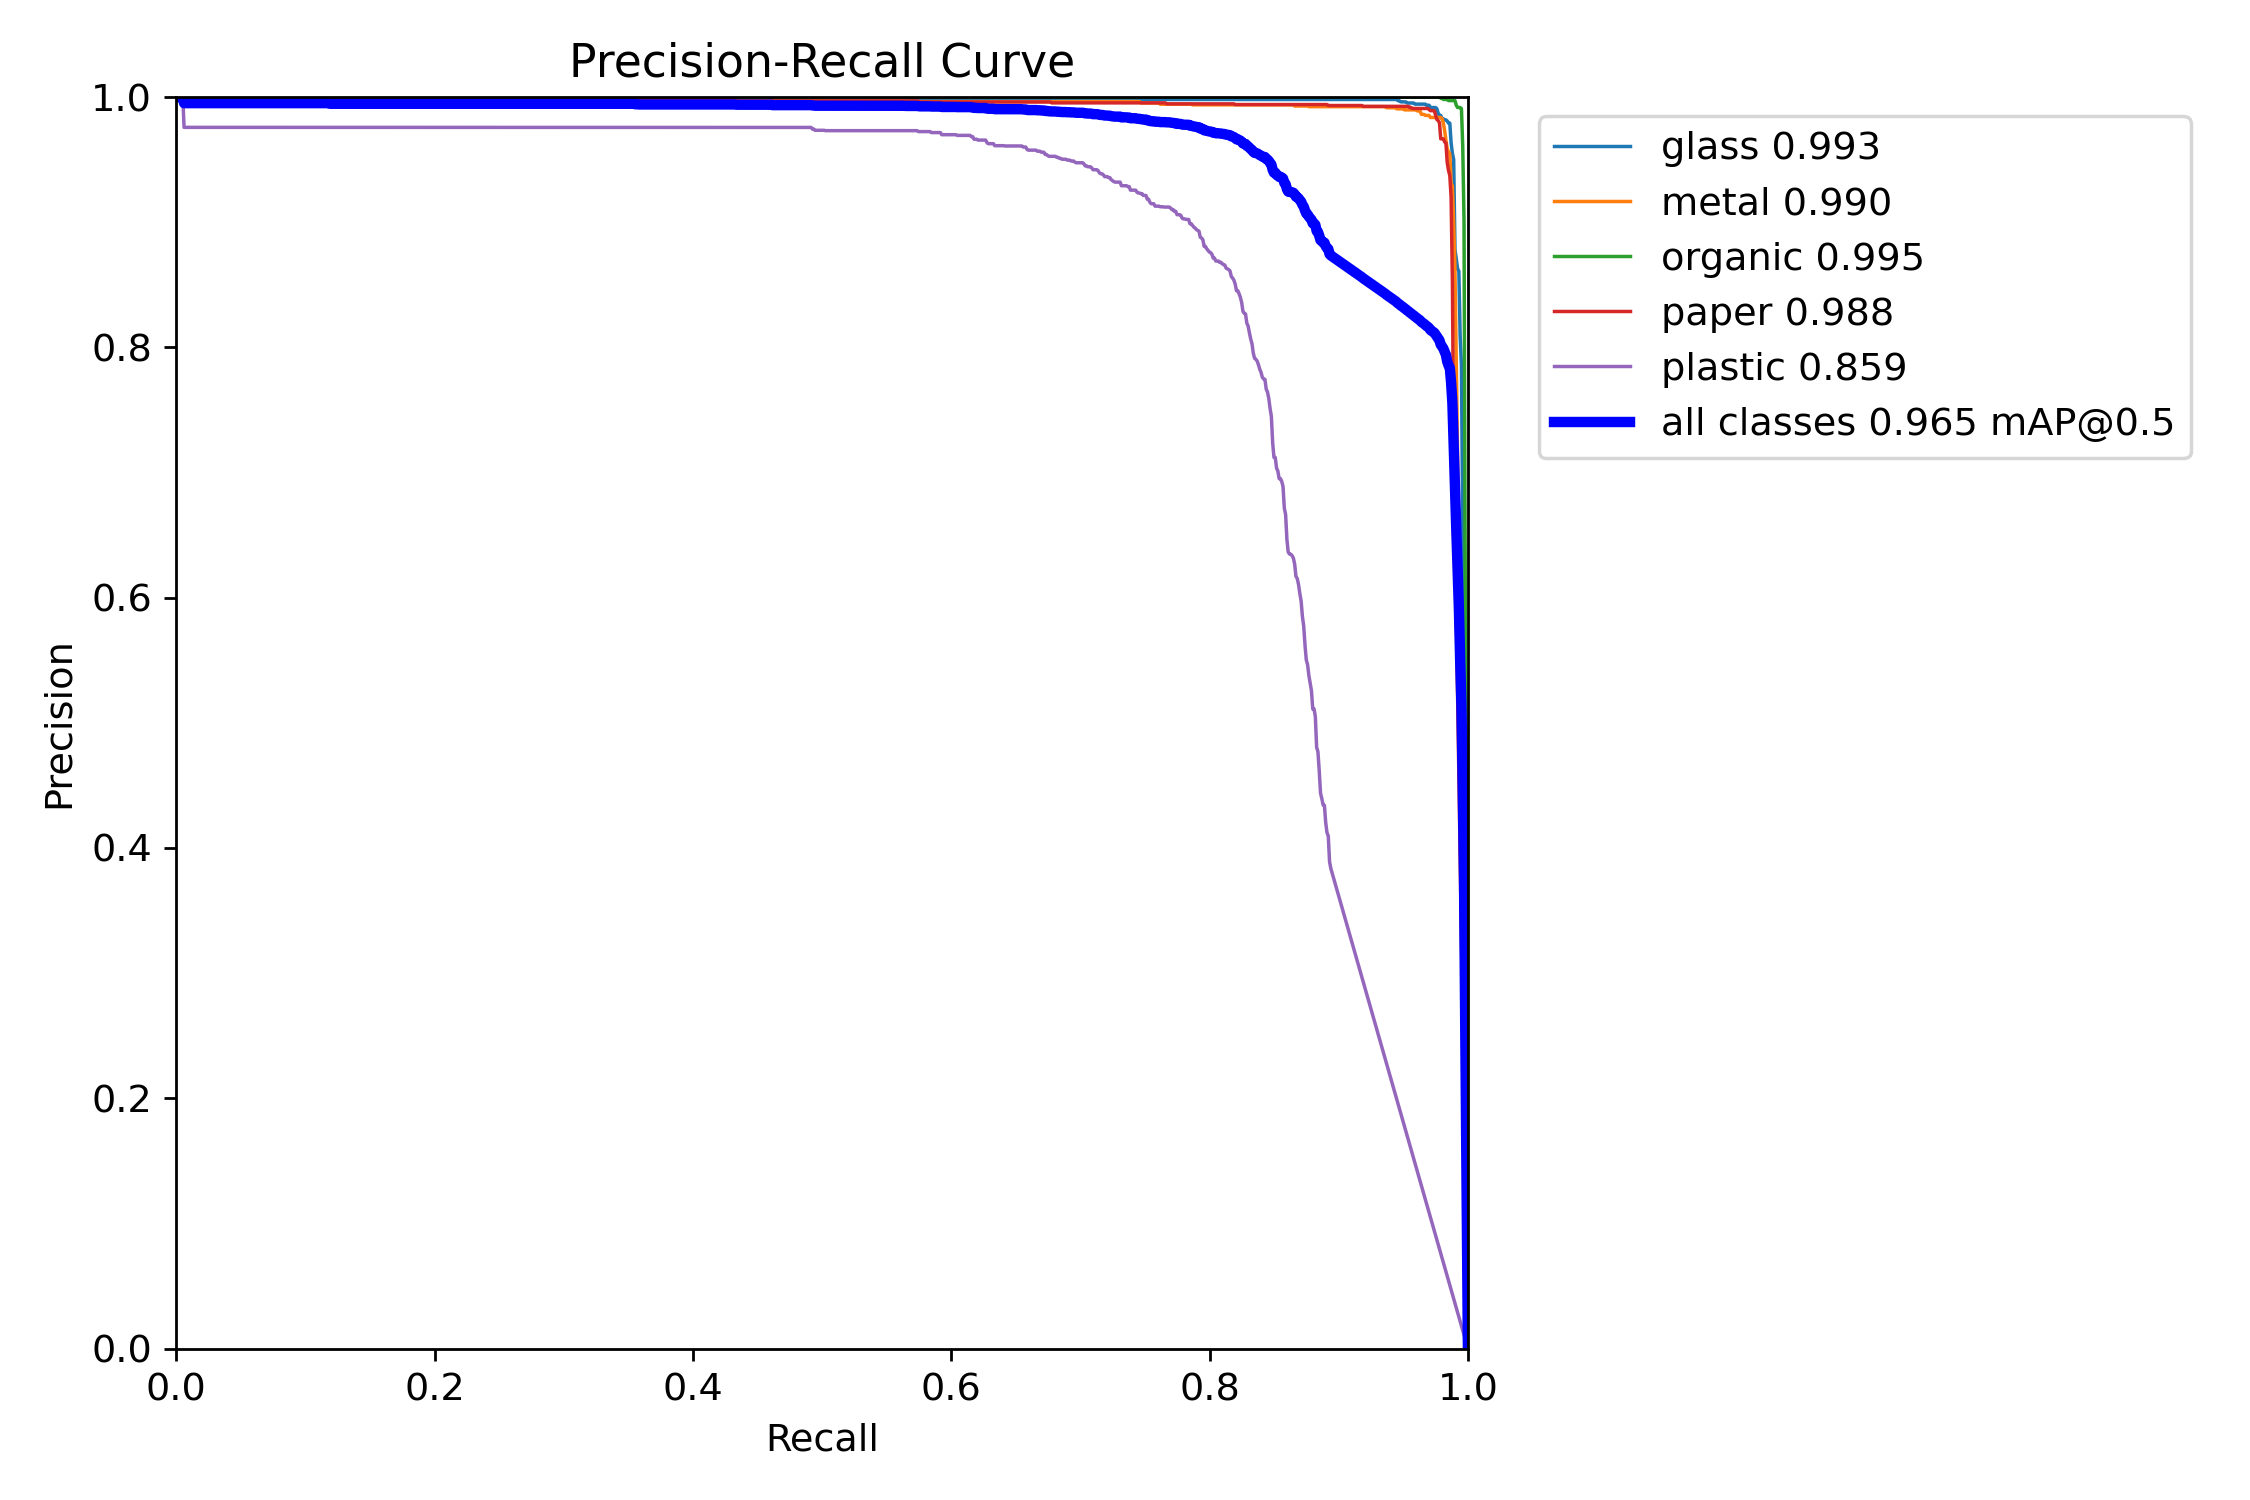 Precision-Recall Curve
1.0
0.8
0.6
0.4
0.2
0.0
Precision
0.0 0.2 0.4 0.6 0.8 1.0
Recall
glass 0.993
metal 0.990
organic 0.995
paper 0.988
plastic 0.859
all classes 0.965 mAP@0.5